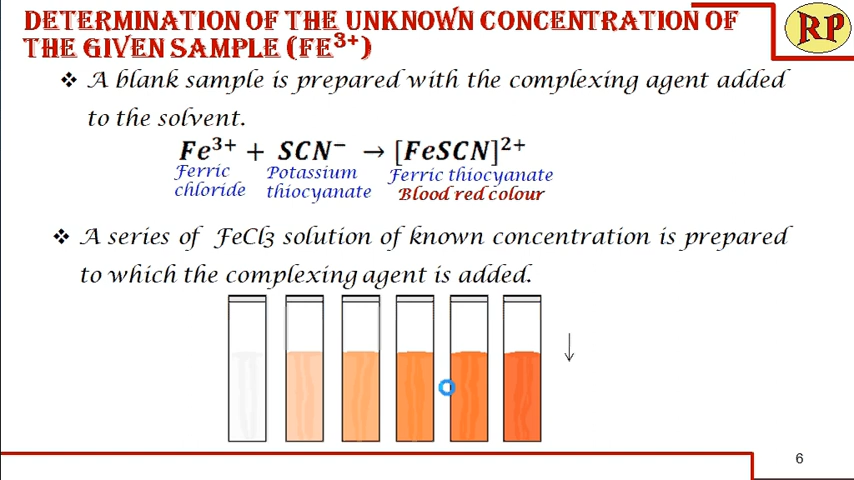 DETERMINATION OF THE UNKNOWN CONCENTRATION OF
THE GIVEN SAMPLE (FE³⁺)
RP
❖ A blank sample is prepared with the complexing agent added
to the solvent.
Fe³⁺ + SCN⁻ → [FeSCN]²⁺
Ferric Potassium Ferric thiocyanate
chloride thiocyanate Blood red colour
❖ A series of FeCl3 solution of known concentration is prepared
to which the complexing agent is added.
6